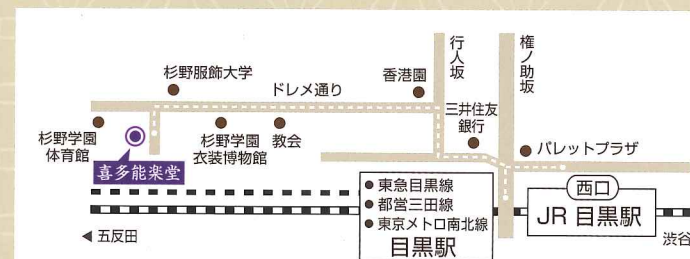 行人坂
権ノ助坂
杉野服飾大学
ドレメ通り
香港園
三井住友
銀行
杉野学園
体育館
杉野学園
衣装博物館
教会
パレットプラザ
喜多能楽堂
東急目黒線
都営三田線
東京メトロ南北線
目黒駅
西口
JR 目黒駅
五反田
渋谷